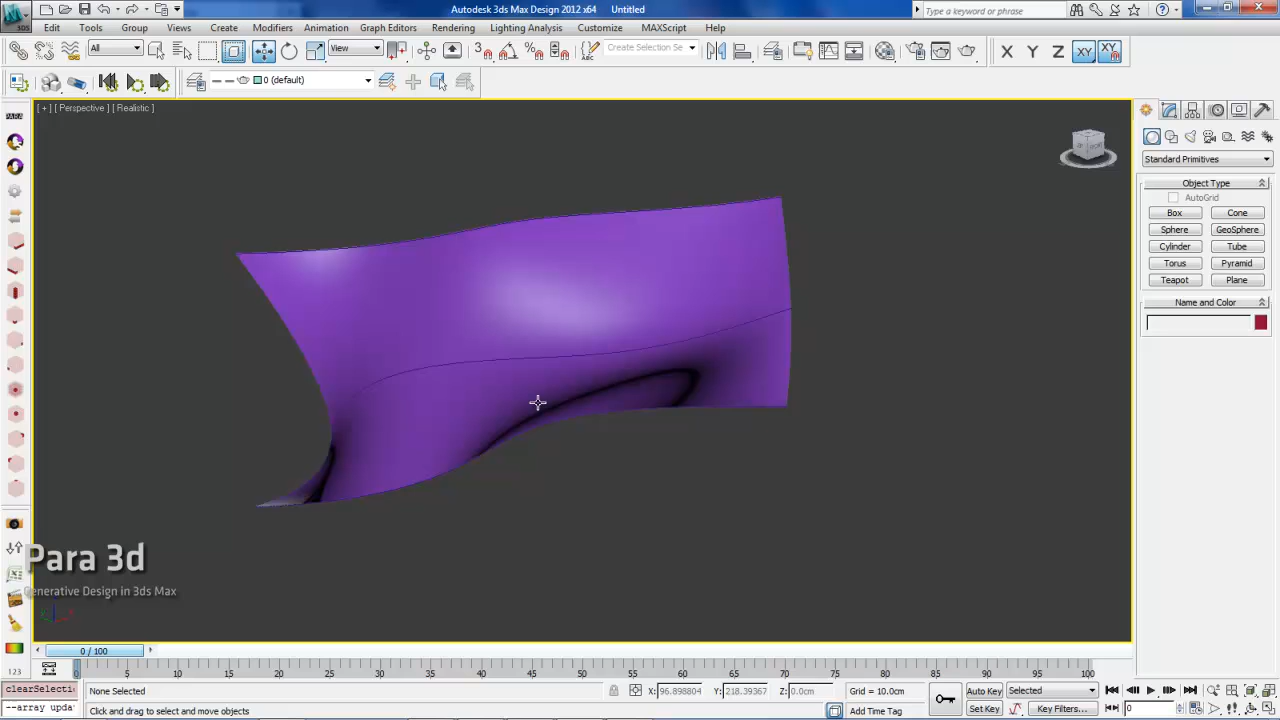 Autodesk 3ds Max Design 2012 x64 Untitled
Type a keyword or phrase
Edit Tools Group Views Create Modifiers Animation Graph Editors Rendering Lighting Analysis Customize MAXScript Help
All View Create Selection Se X Y Z XY XY
0 (default)
[ + ] [ Perspective ] [ Realistic ]
PARA
Standard Primitives
Object Type
AutoGrid
Box Cone
Sphere GeoSphere
Cylinder Tube
Torus Pyramid
Teapot Plane
Name and Color
Para 3d
Generative Design in 3ds Max
0 / 100
0 5 10 15 20 25 30 35 40 45 50 55 60 65 70 75 80 85 90 95 100
123
clearSelecti
None Selected X: 96.898804 Y: 218.39367 Z: 0.0cm Grid = 10.0cm Auto Key Selected
--array upda
Click and drag to select and move objects Add Time Tag Set Key Key Filters... 0